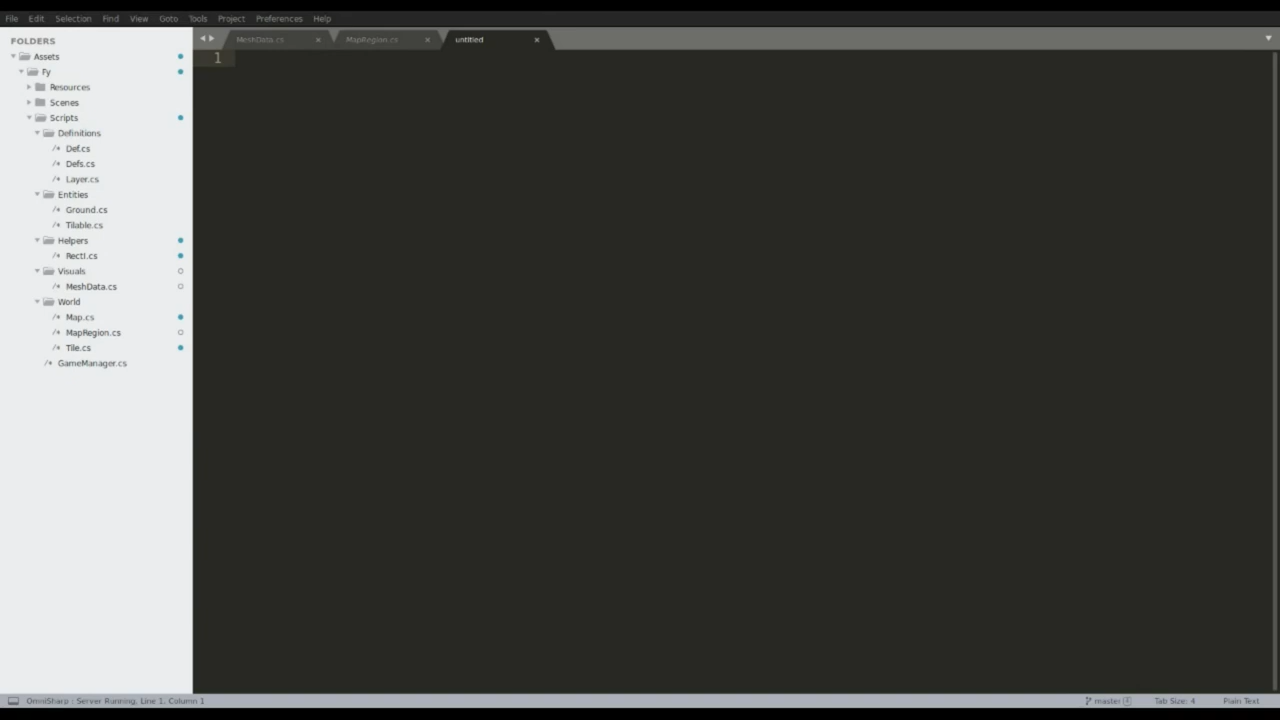 File Edit Selection Find View Goto Tools Project Preferences Help
FOLDERS
MeshData.cs × MapRegion.cs × untitled ×
Assets
Fy
Resources
Scenes
Scripts
Definitions
/* Def.cs
/* Defs.cs
/* Layer.cs
Entities
/* Ground.cs
/* Tilable.cs
Helpers
/* RectI.cs
Visuals
/* MeshData.cs
World
/* Map.cs
/* MapRegion.cs
/* Tile.cs
/* GameManager.cs
1
OmniSharp : Server Running, Line 1, Column 1
master Tab Size: 4 Plain Text